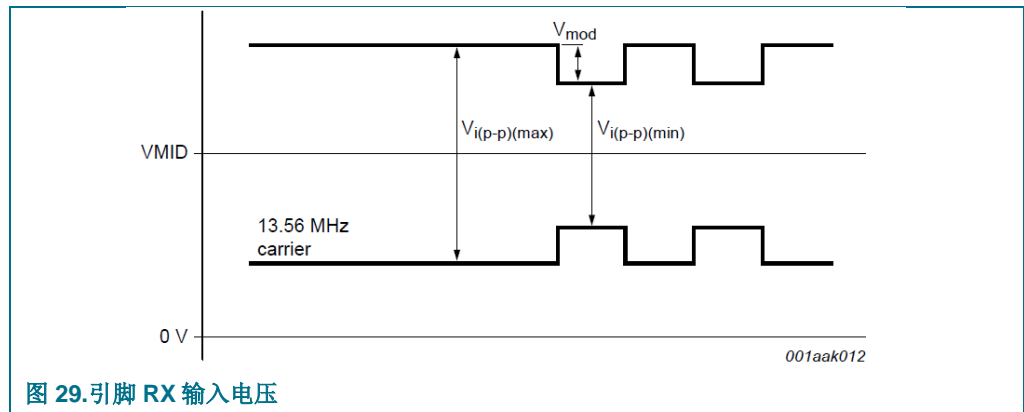 Vmod
Vi(p-p)(max)
Vi(p-p)(min)
VMID
13.56 MHz
carrier
0 V
001aak012
图 29.引脚 RX 输入电压